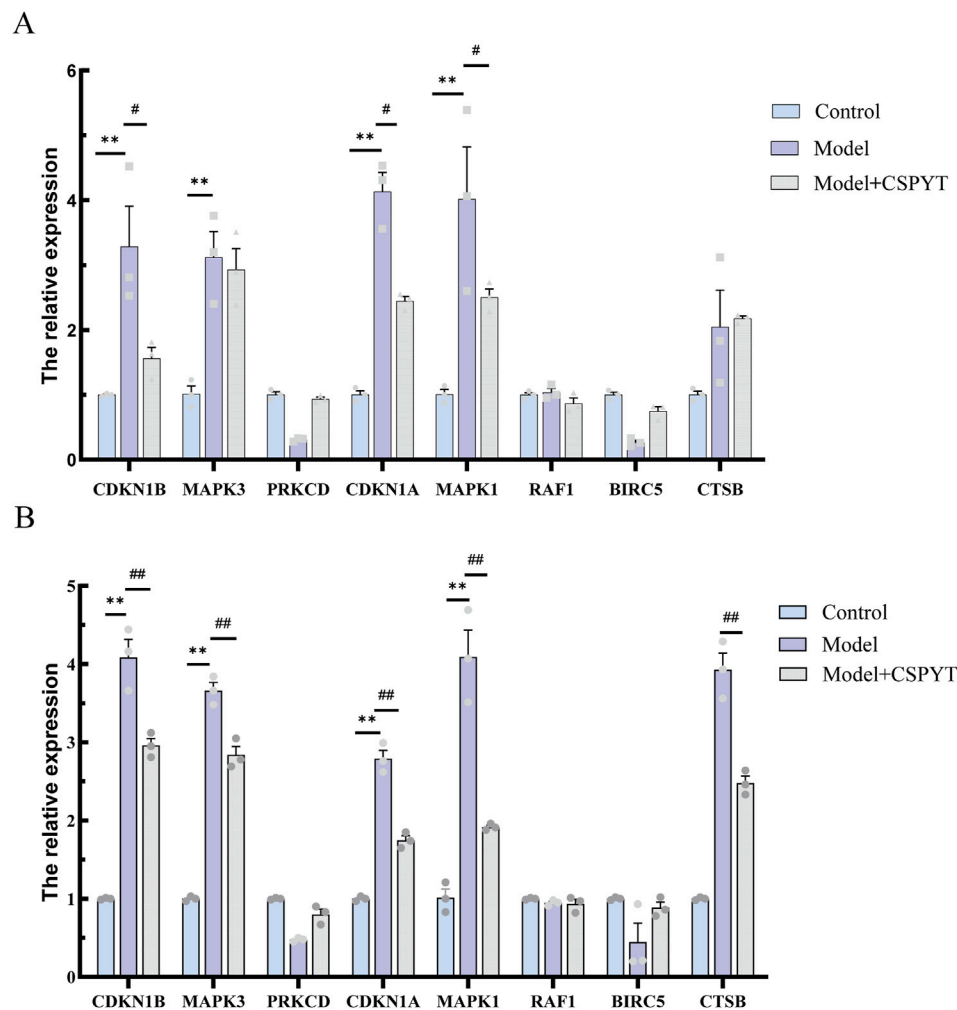 A
6
4
2
0
The relative expression
**
#
**
**
#
**
#
Control
Model
Model+CSPYT
CDKN1B MAPK3 PRKCD CDKN1A MAPK1 RAF1 BIRC5 CTSB
B
5
4
3
2
1
0
The relative expression
**
##
**
##
**
##
**
##
##
Control
Model
Model+CSPYT
CDKN1B MAPK3 PRKCD CDKN1A MAPK1 RAF1 BIRC5 CTSB